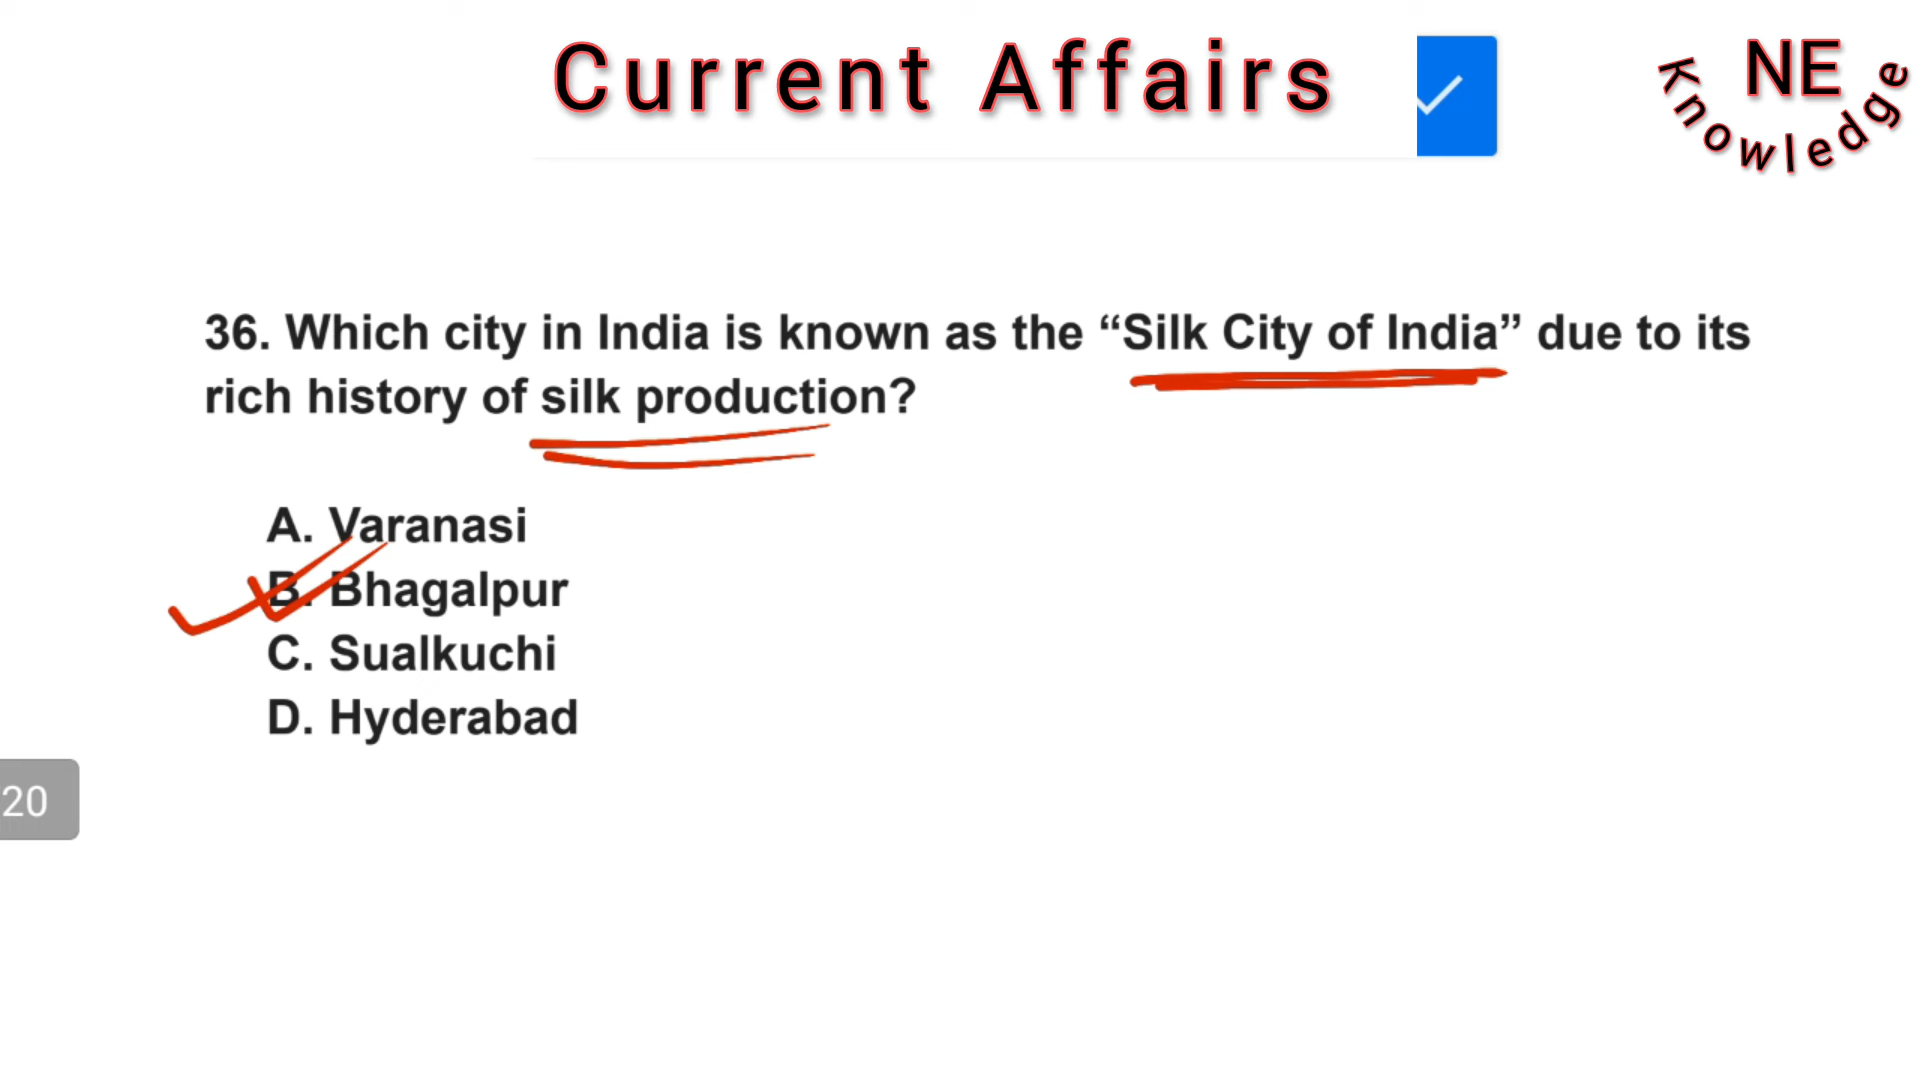 Current Affairs
NE
Knowledge
36. Which city in India is known as the “Silk City of India” due to its
rich history of silk production?
A. Varanasi
B. Bhagalpur
C. Sualkuchi
D. Hyderabad
20